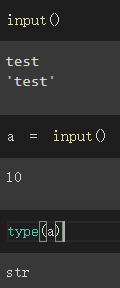 input()
test
'test'
a = input()
10
type(a)
str